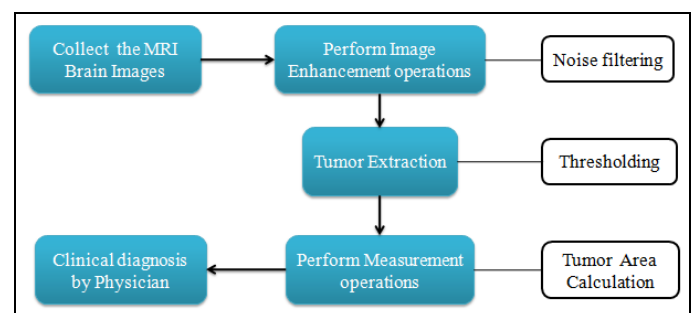 Collect the MRI
Brain Images
Perform Image
Enhancement operations
Noise filtering
Tumor Extraction
Thresholding
Clinical diagnosis
by Physician
Perform Measurement
operations
Tumor Area
Calculation